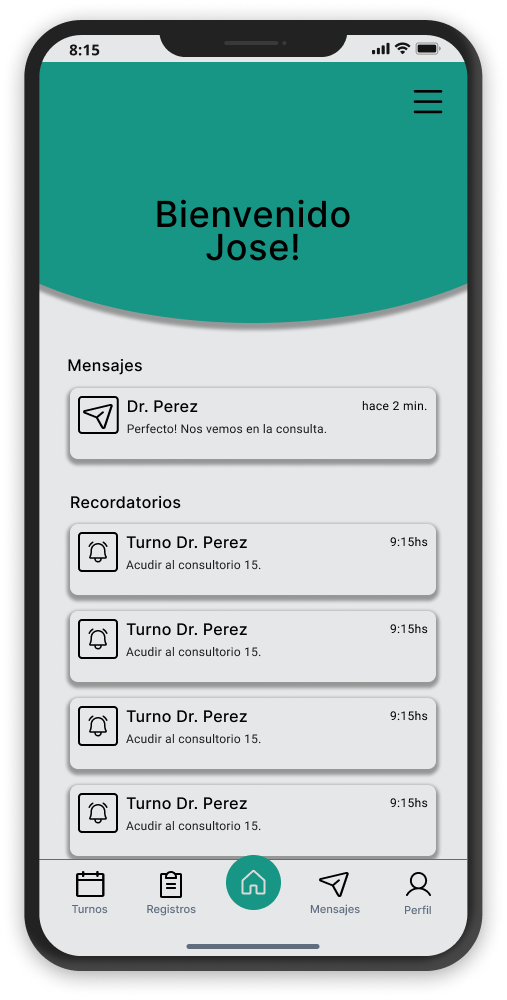 8:15
Bienvenido
Jose!
Mensajes
Dr. Perez
hace 2 min.
Perfecto! Nos vemos en la consulta.
Recordatorios
Turno Dr. Perez
9:15hs
Acudir al consultorio 15.
Turno Dr. Perez
9:15hs
Acudir al consultorio 15.
Turno Dr. Perez
9:15hs
Acudir al consultorio 15.
Turno Dr. Perez
9:15hs
Acudir al consultorio 15.
Turnos
Registros
Mensajes
Perfil